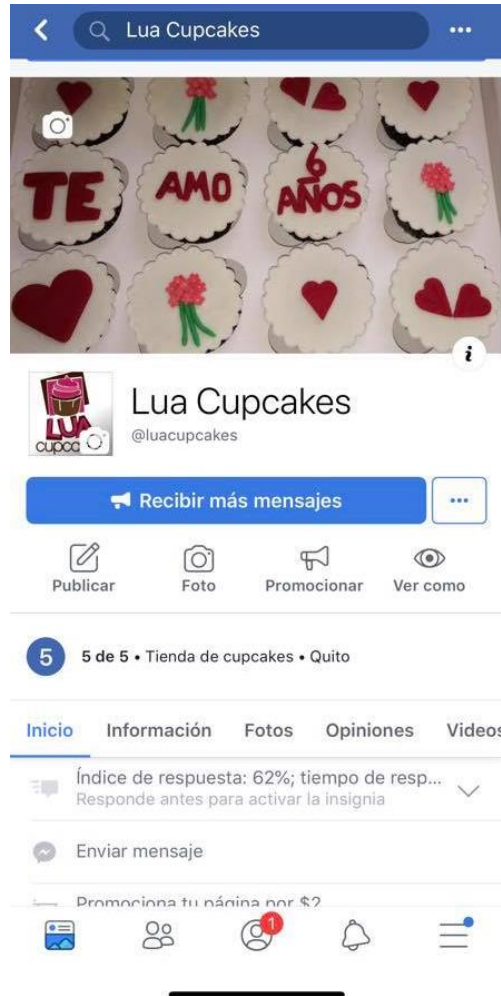 Lua Cupcakes
TE AMO 6
AÑOS
i
LUA
Lua Cupcakes
@luacupcakes
Recibir más mensajes
Publicar Foto Promocionar Ver como
5 5 de 5 • Tienda de cupcakes • Quito
Inicio Información Fotos Opiniones Videos
Índice de respuesta: 62%; tiempo de resp...
Responde antes para activar la insignia
Enviar mensaje
Promociona tu página por $2
1